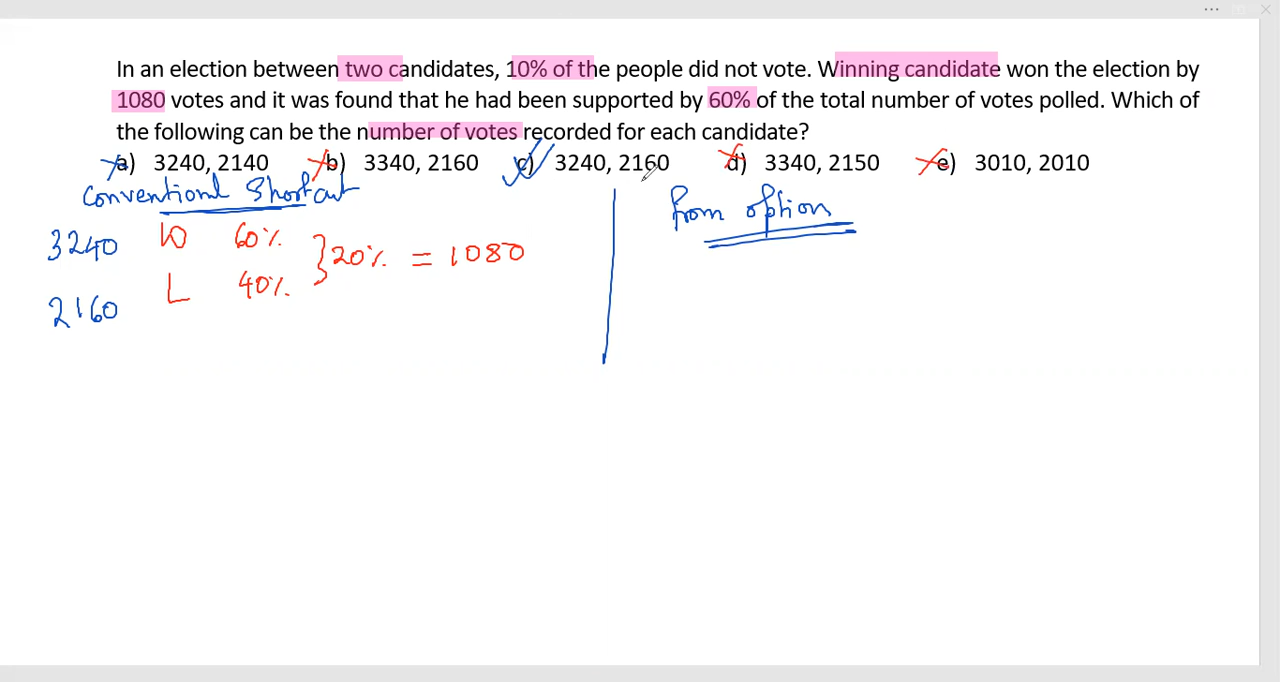 In an election between two candidates, 10% of the people did not vote. Winning candidate won the election by
1080 votes and it was found that he had been supported by 60% of the total number of votes polled. Which of
the following can be the number of votes recorded for each candidate?
a) 3240, 2140 b) 3340, 2160 c) 3240, 2160 d) 3340, 2150 e) 3010, 2010
Conventional Shortcut
from option
3240 W 60% } 20% = 1080
2160 L 40%